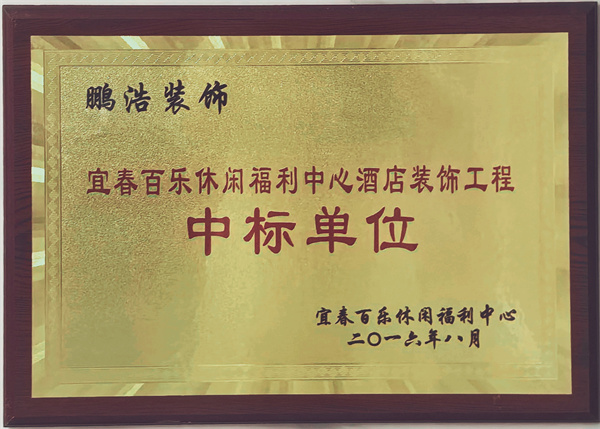 鹏浩装饰
宜春百乐休闲福利中心酒店装饰工程
中标单位
宜春百乐休闲福利中心
二〇一六年八月